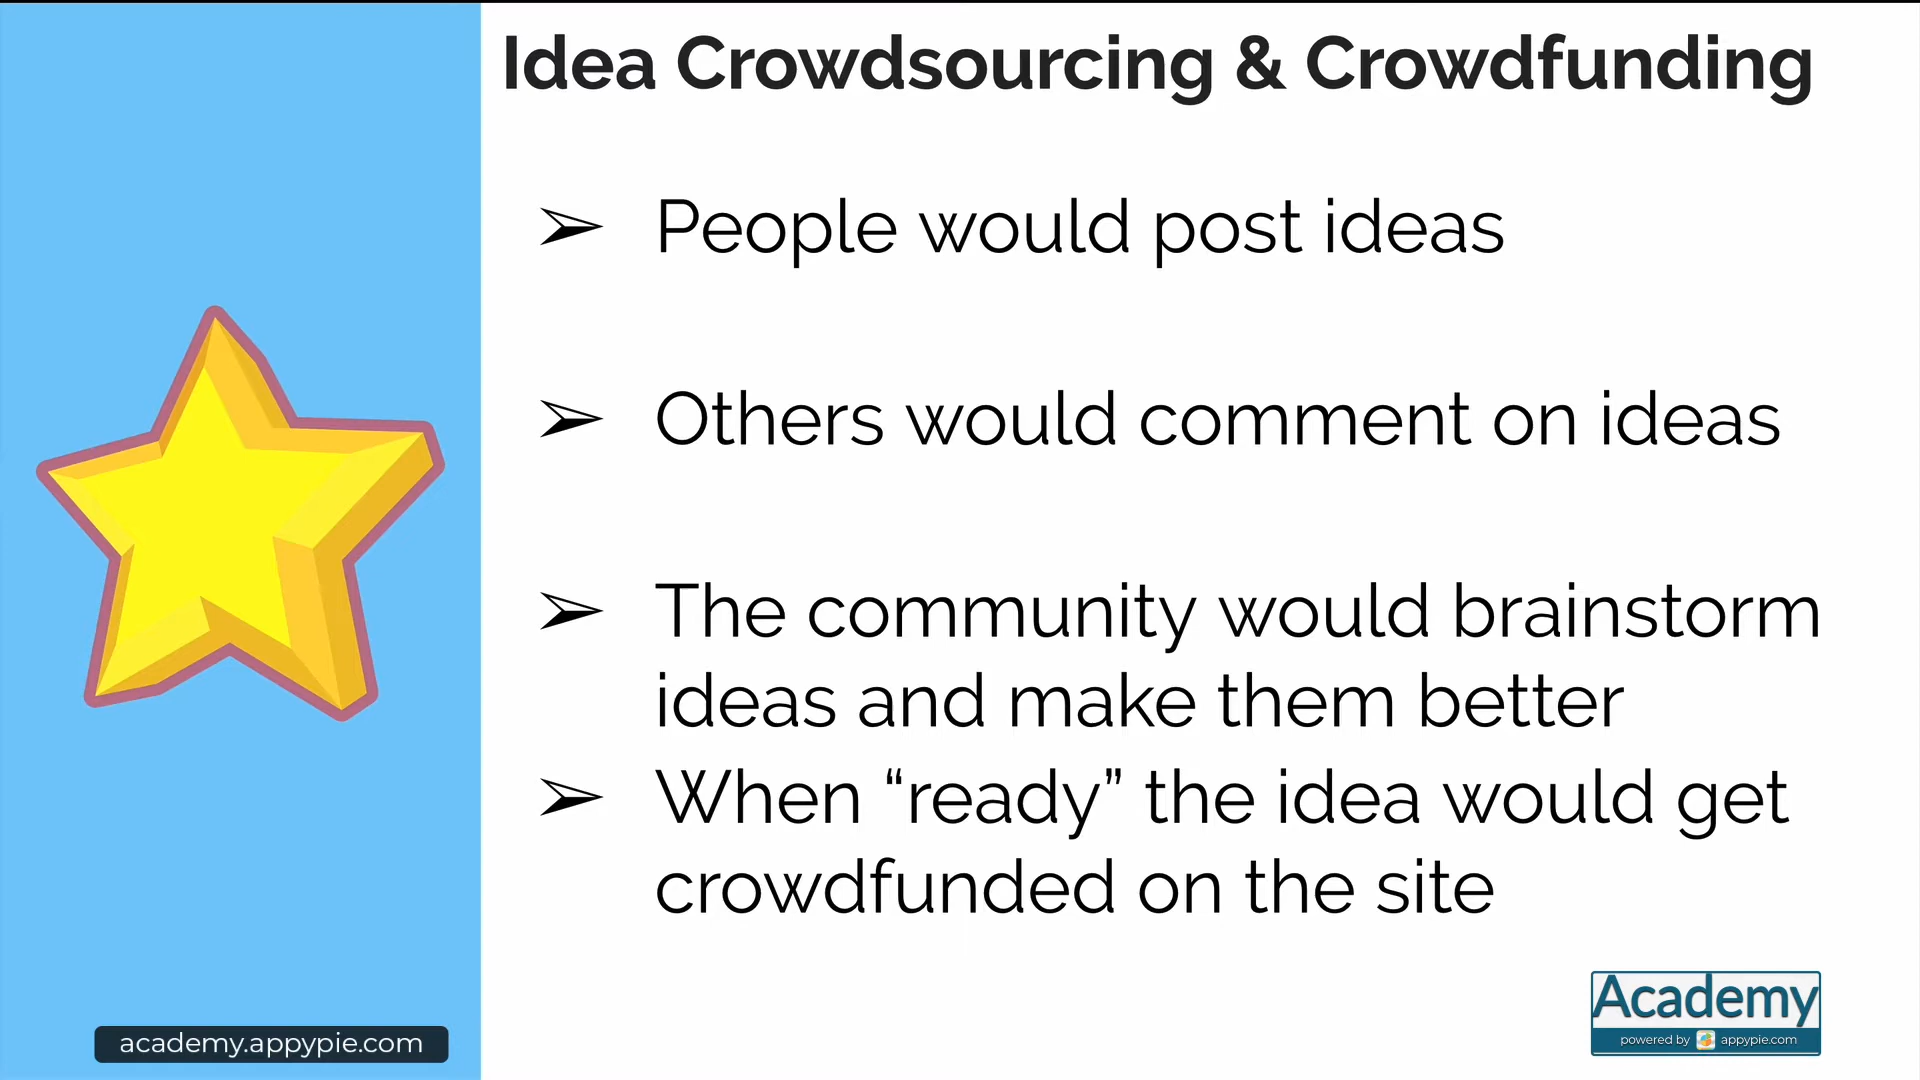 Idea Crowdsourcing & Crowdfunding
➢ People would post ideas
➢ Others would comment on ideas
➢ The community would brainstorm
ideas and make them better
➢ When “ready” the idea would get
crowdfunded on the site
academy.appypie.com
Academy
powered by appypie.com